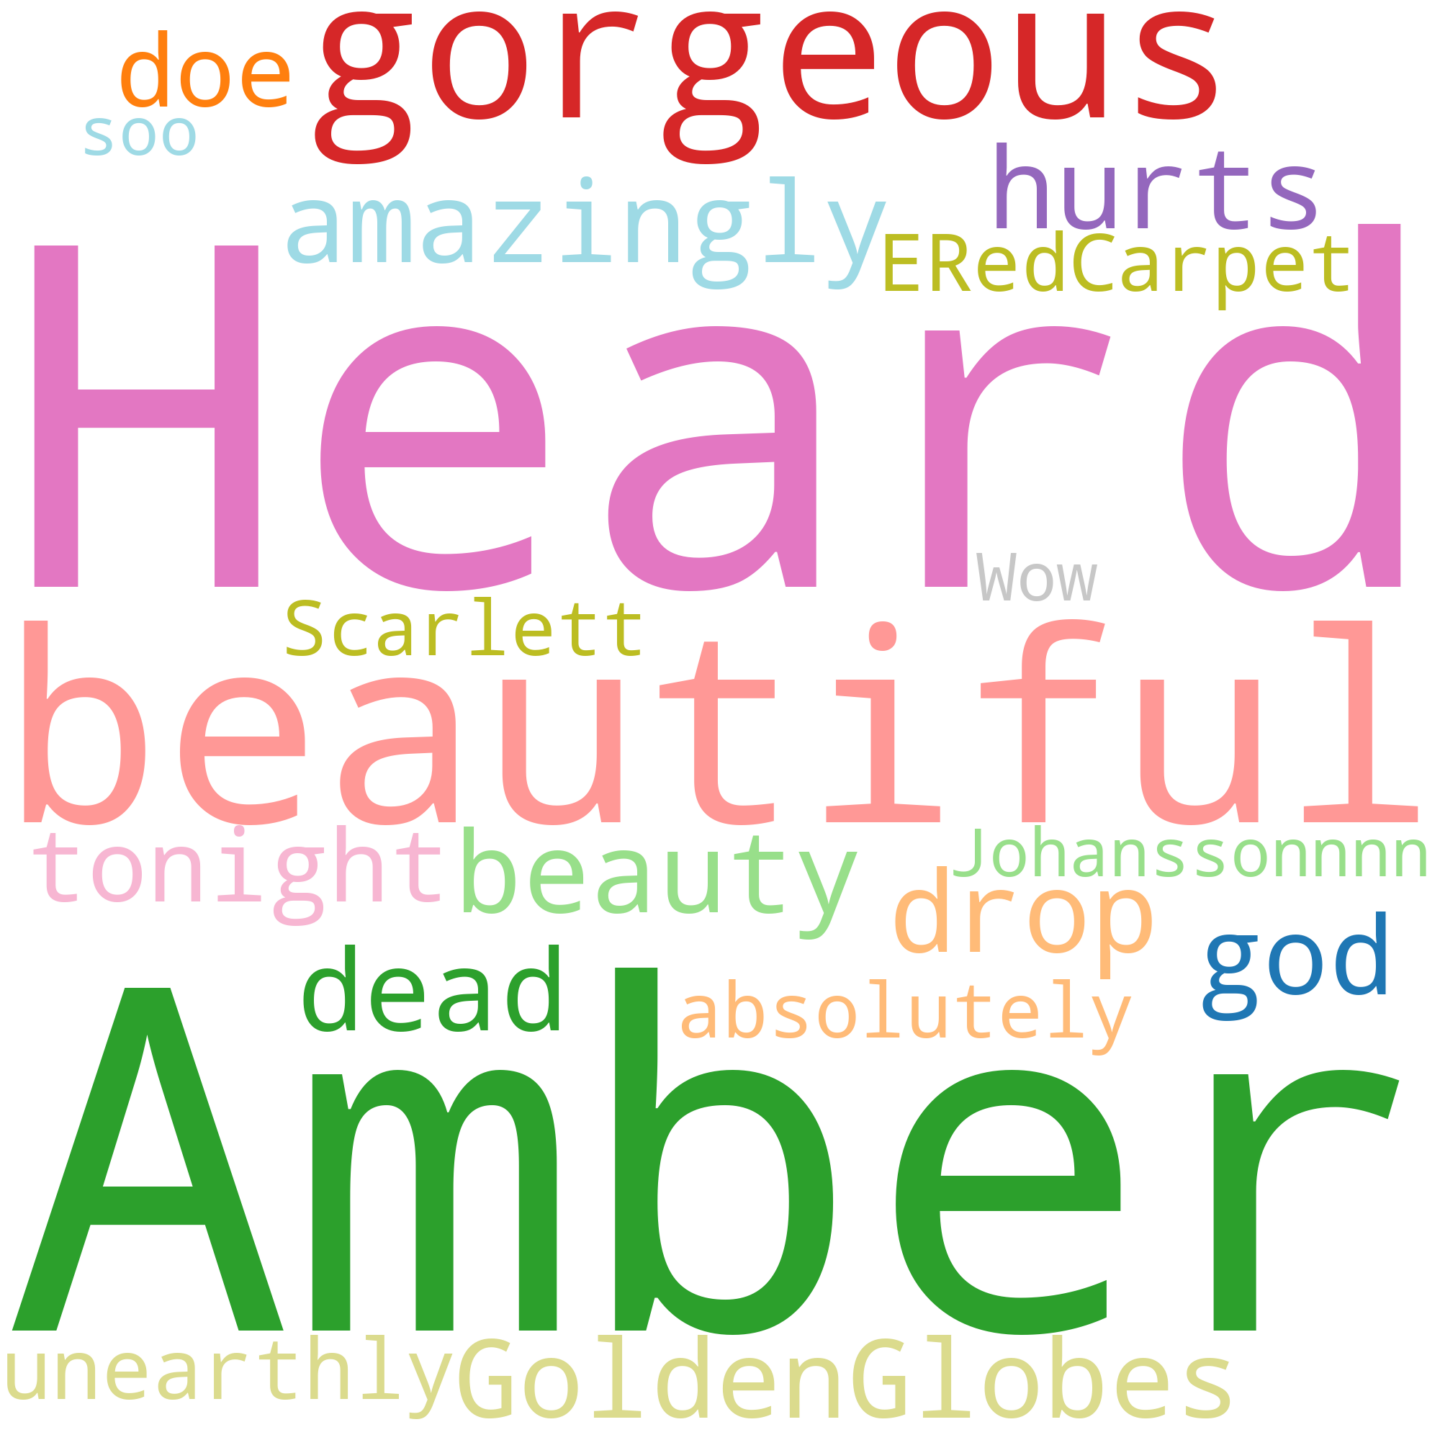 gorgeous
doe
soo
hurts
amazingly
ERedCarpet
Heard
Wow
Scarlett
beautiful
tonight
beauty
Johanssonnnn
drop
god
dead
absolutely
Amber
unearthly
GoldenGlobes